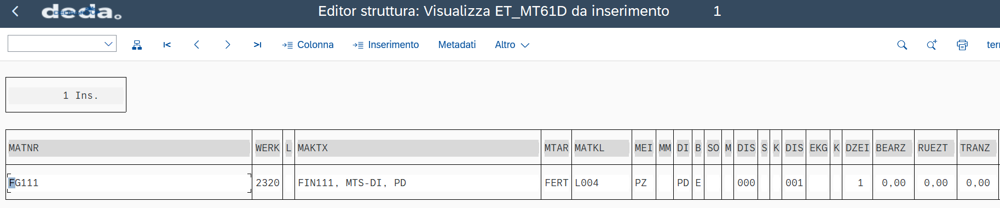 deda.
Editor struttura: Visualizza ET_MT61D da inserimento 1
Colonna Inserimento Metadati Altro
1 Ins.
MATNR WERK L MAKTX MTAR MATKL MEI MM DI B SO M DIS S K DIS EKG K DZEI BEARZ RUEZT TRANZ
FG111 2320 FIN111, MTS-DI, PD FERT L004 PZ PD E 000 001 1 0,00 0,00 0,00